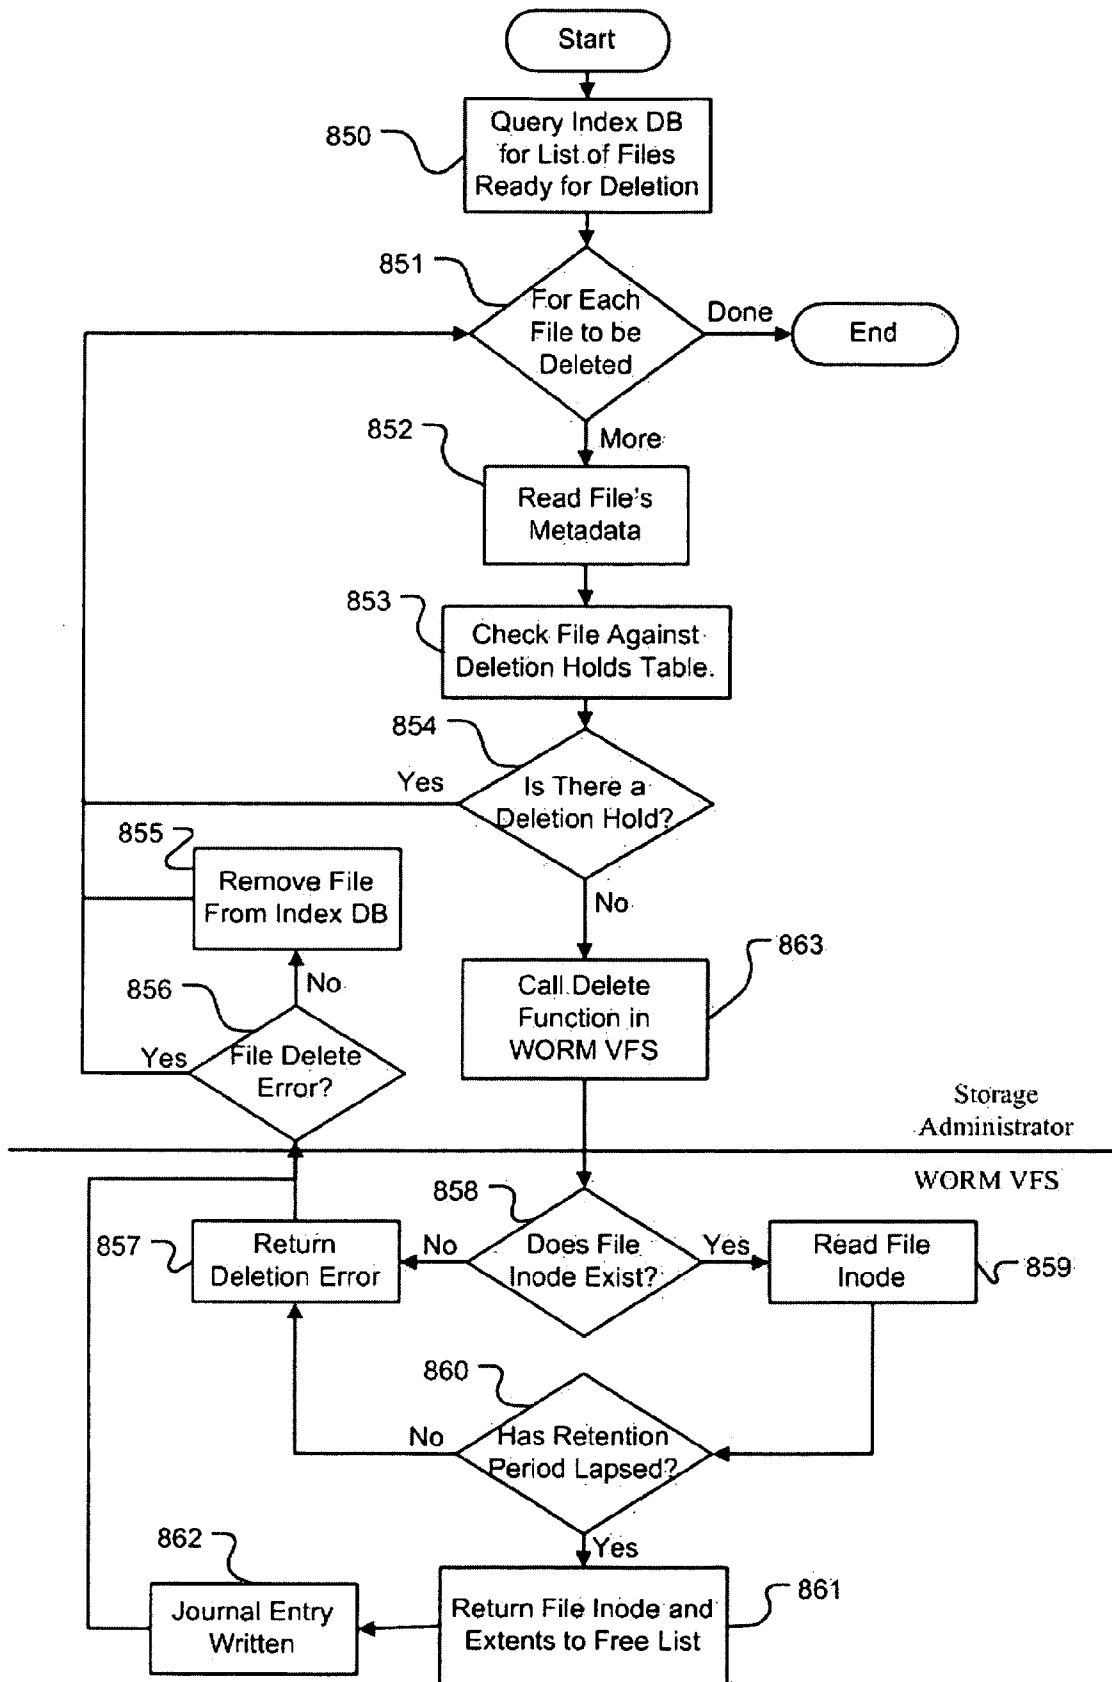 Start
850
Query Index DB
for List of Files
Ready for Deletion
851
For Each
File to be
Deleted
Done
End
More
852
Read File's
Metadada
853
Check File Against
Deletion Holds Table.
854
Yes
Is There a
Deletion Hold?
No
855
Remove File
From Index DB
No
856
Yes
File Delete
Error?
863
Call Delete
Function in
WORM VFS
Storage
Administrator
WORM VFS
857
Return
Deletion Error
No
858
Does File
Inode Exist?
Yes
Read File
Inode
859
860
No
Has Retention
Period Lapsed?
Yes
862
Journal Entry
Written
Return File Inode and
Extents to Free List
861